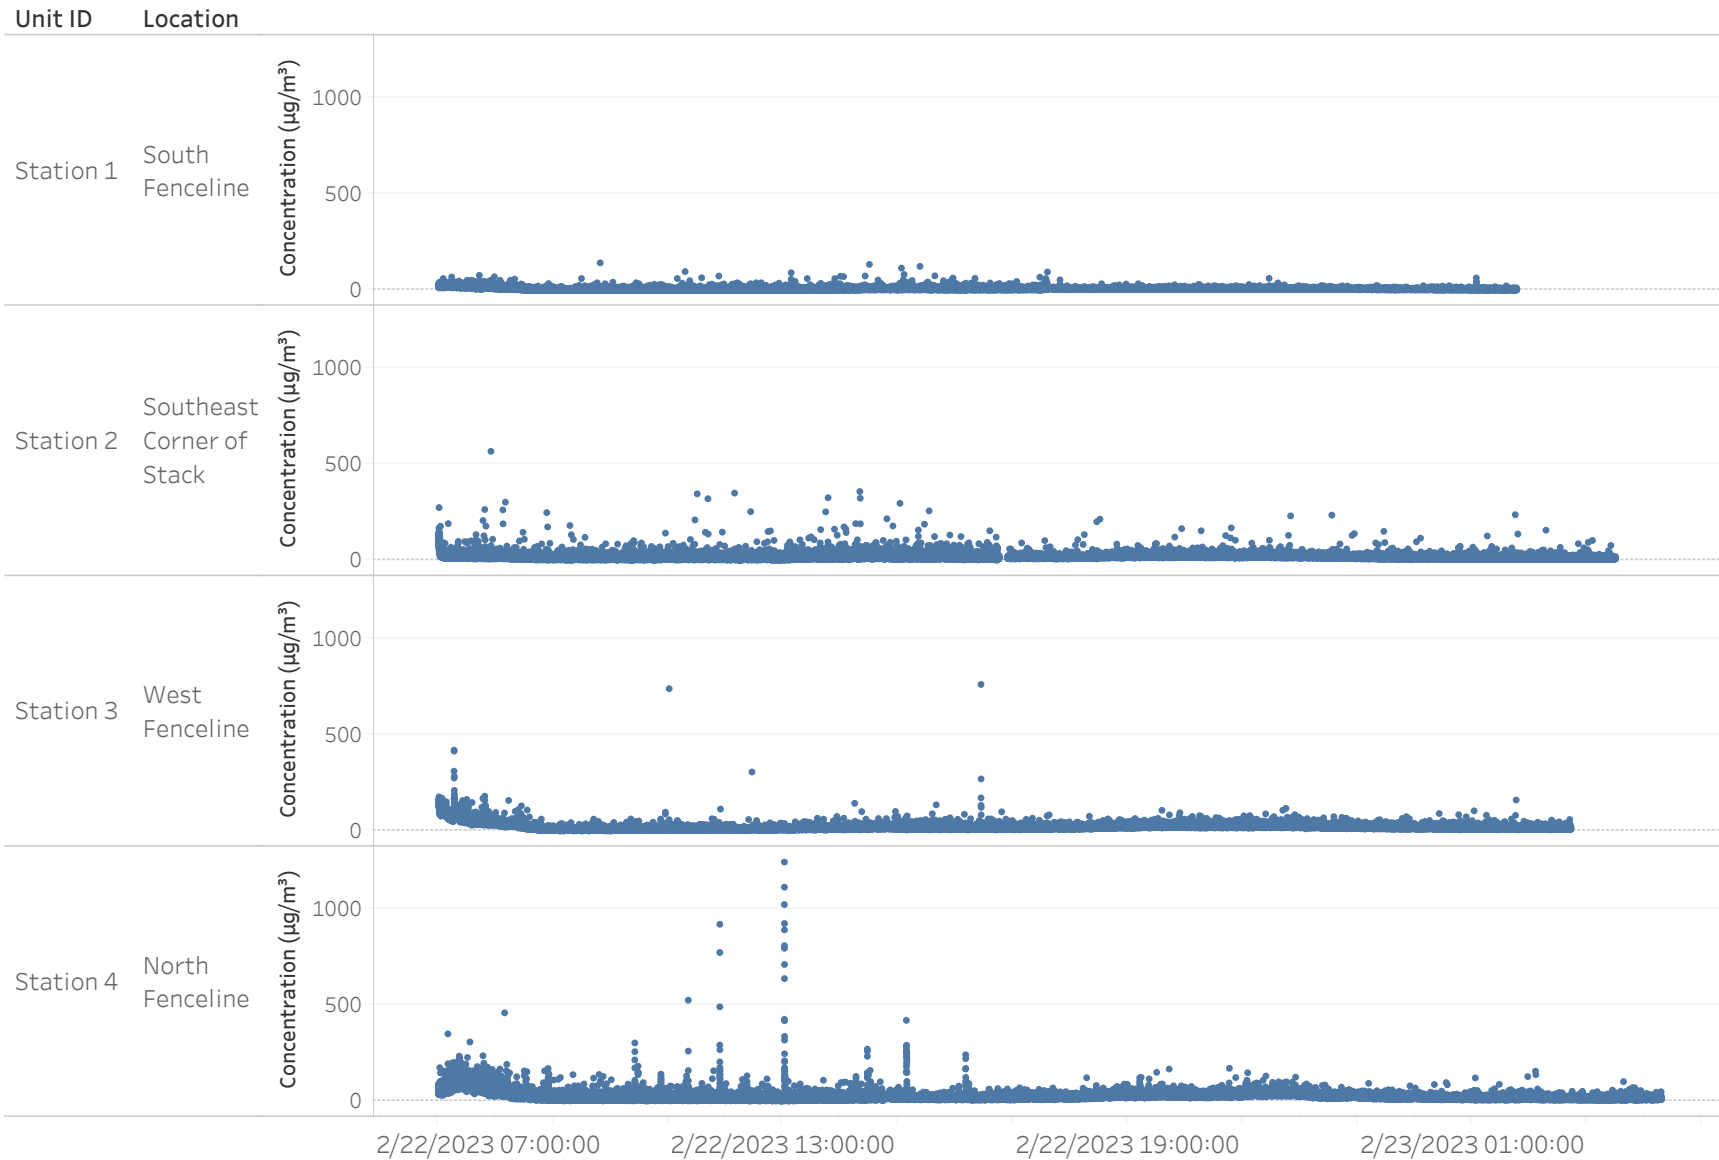 Unit ID Location
Station 1
South
Fenceline
Concentration (µg/m³)
1000
500
0
Station 2
Southeast
Corner of
Stack
Concentration (µg/m³)
1000
500
0
Station 3
West
Fenceline
Concentration (µg/m³)
1000
500
0
Station 4
North
Fenceline
Concentration (µg/m³)
1000
500
0
2/22/2023 07:00:00 2/22/2023 13:00:00 2/22/2023 19:00:00 2/23/2023 01:00:00